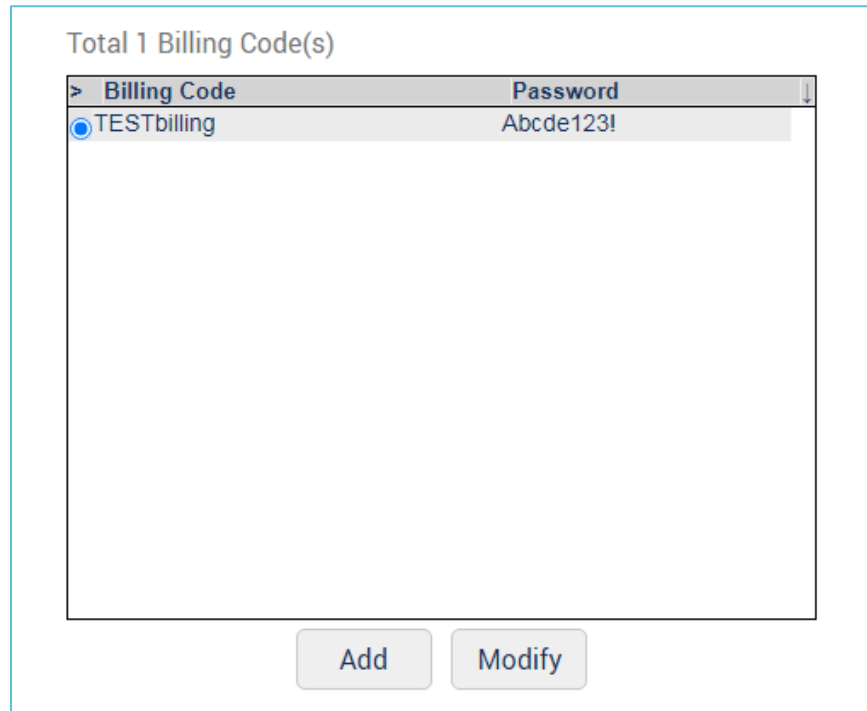 Total 1 Billing Code(s)
> Billing Code Password ↓
TESTbilling Abcde123!
Add Modify